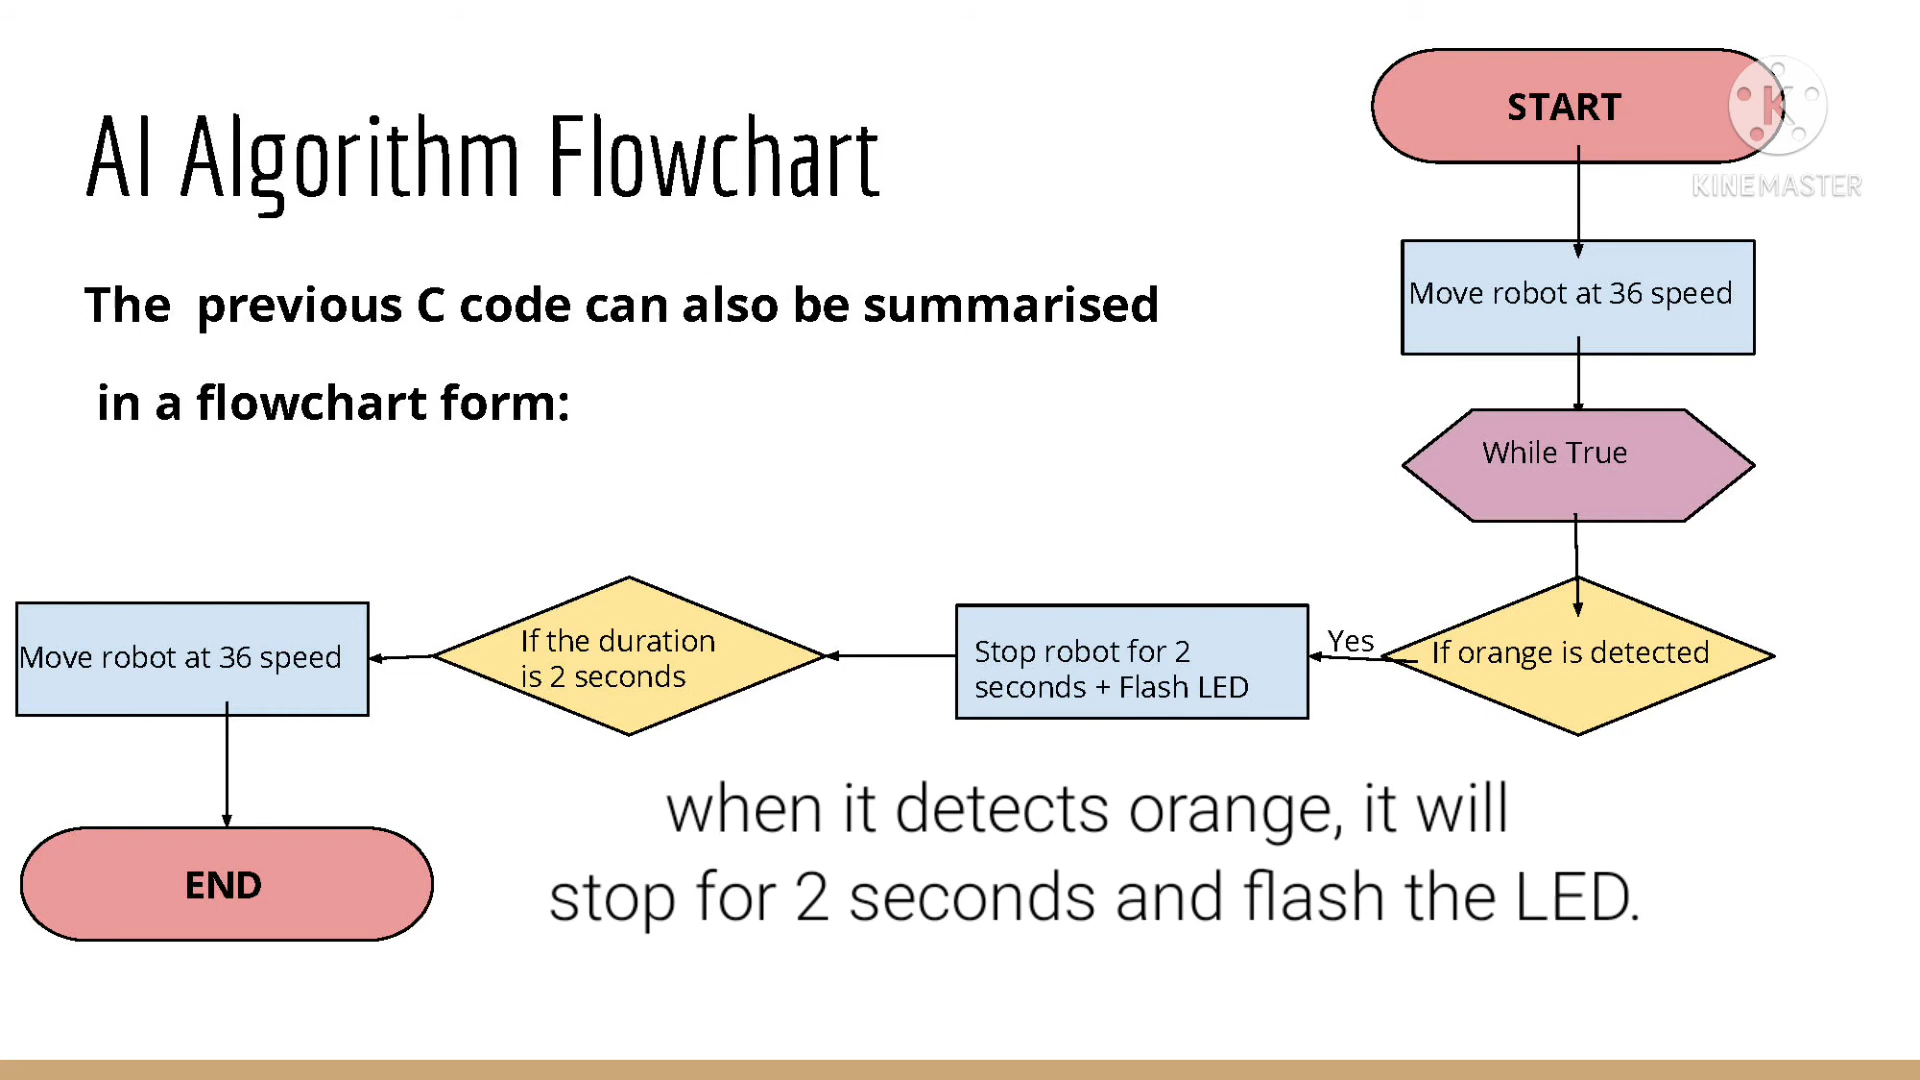 AI Algorithm Flowchart
The previous C code can also be summarised
in a flowchart form:
START
K
KINEMASTER
Move robot at 36 speed
While True
If orange is detected
Yes
Stop robot for 2
seconds + Flash LED
If the duration
is 2 seconds
Move robot at 36 speed
END
when it detects orange, it will
stop for 2 seconds and flash the LED.